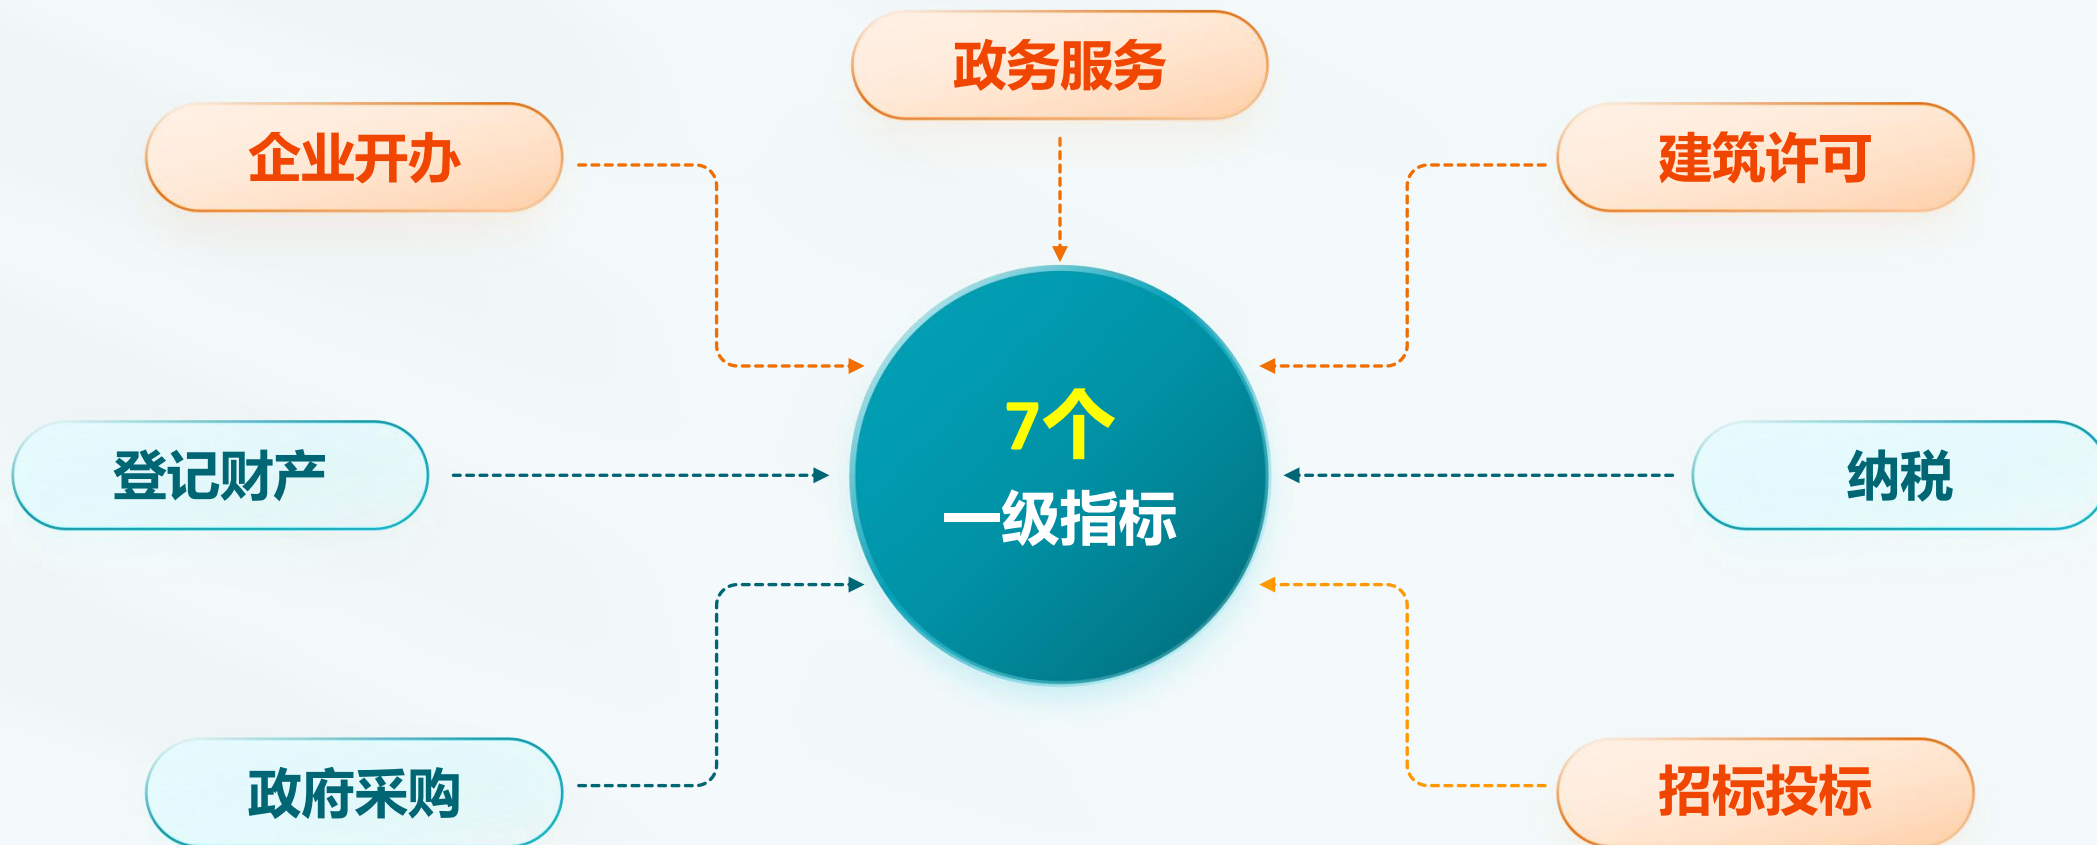 政务服务
企业开办
建筑许可
7个
一级指标
登记财产
纳税
政府采购
招标投标